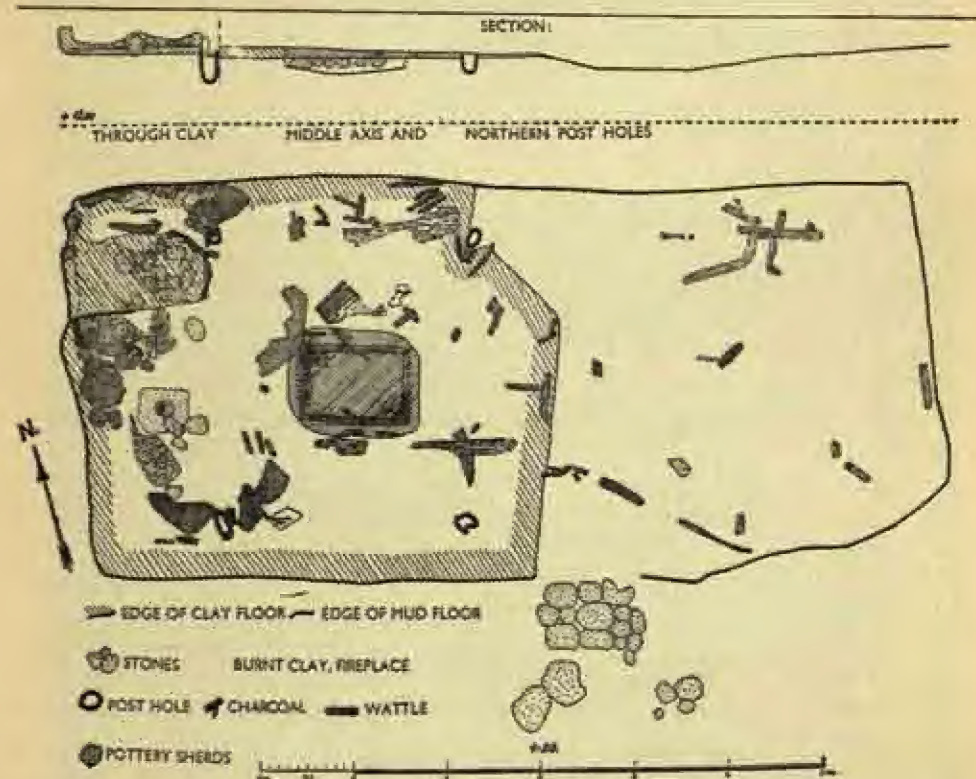 SECTION:
THROUGH CLAY MIDDLE AXIS AND NORTHERN POST HOLES
N
EDGE OF CLAY FLOOR EDGE OF MUD FLOOR
STONES BURNT CLAY, FIREPLACE
POST HOLE CHARCOAL WATTLE
POTTERY SHERDS